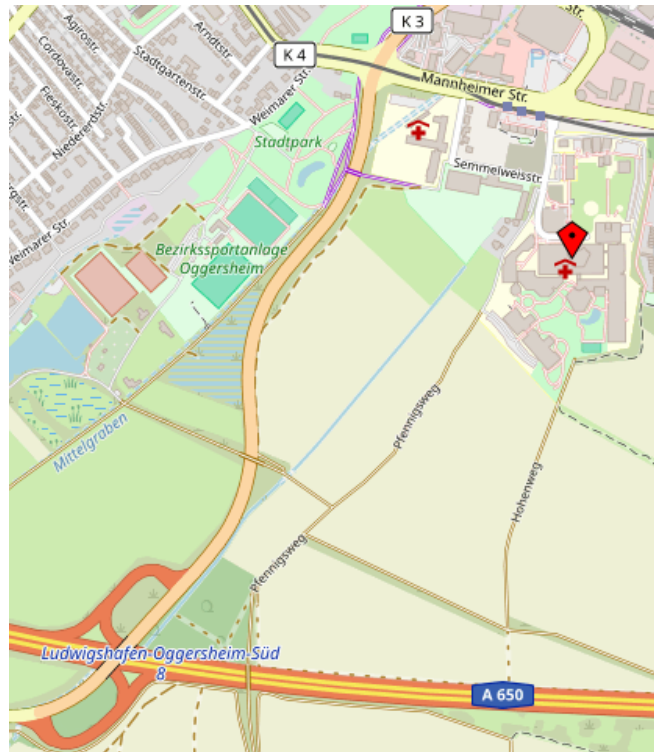 K 3
K 4
Agirostr.
Cordovastr.
Fieskostr.
Niedererdstr.
Stadtgartenstr.
Arndtstr.
Weimarer Str.
P
Mannheimer Str.
Stadtpark
Semmelweisstr.
Weimarer Str.
Bezirkssportanlage
Oggersheim
Mittelgraben
Pfennigsweg
Hohenweg
Pfennigsweg
Ludwigshafen-Oggersheim-Süd
8
A 650